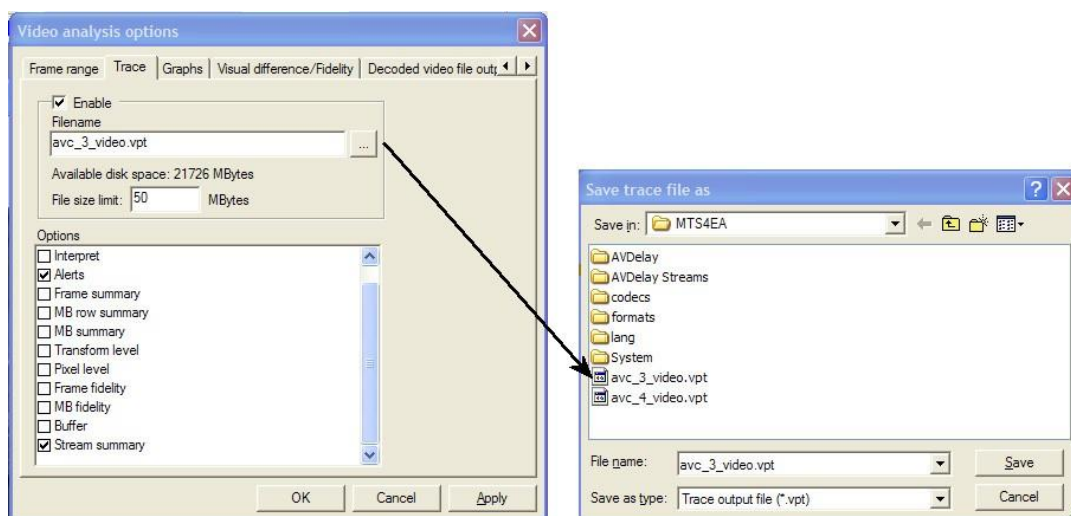 Video analysis options
Frame range Trace Graphs Visual difference/Fidelity Decoded video file outp
Enable
Filename
avc_3_video.vpt ...
Available disk space: 21726 MBytes
File size limit: 50 MBytes
Options
Interpret
Alerts
Frame summary
MB row summary
MB summary
Transform level
Pixel level
Frame fidelity
MB fidelity
Buffer
Stream summary
OK Cancel Apply
Save trace file as
Save in: MTS4EA
AVDelay
AVDelay Streams
codecs
formats
lang
System
avc_3_video.vpt
avc_4_video.vpt
File name: avc_3_video.vpt Save
Save as type: Trace output file (*.vpt) Cancel